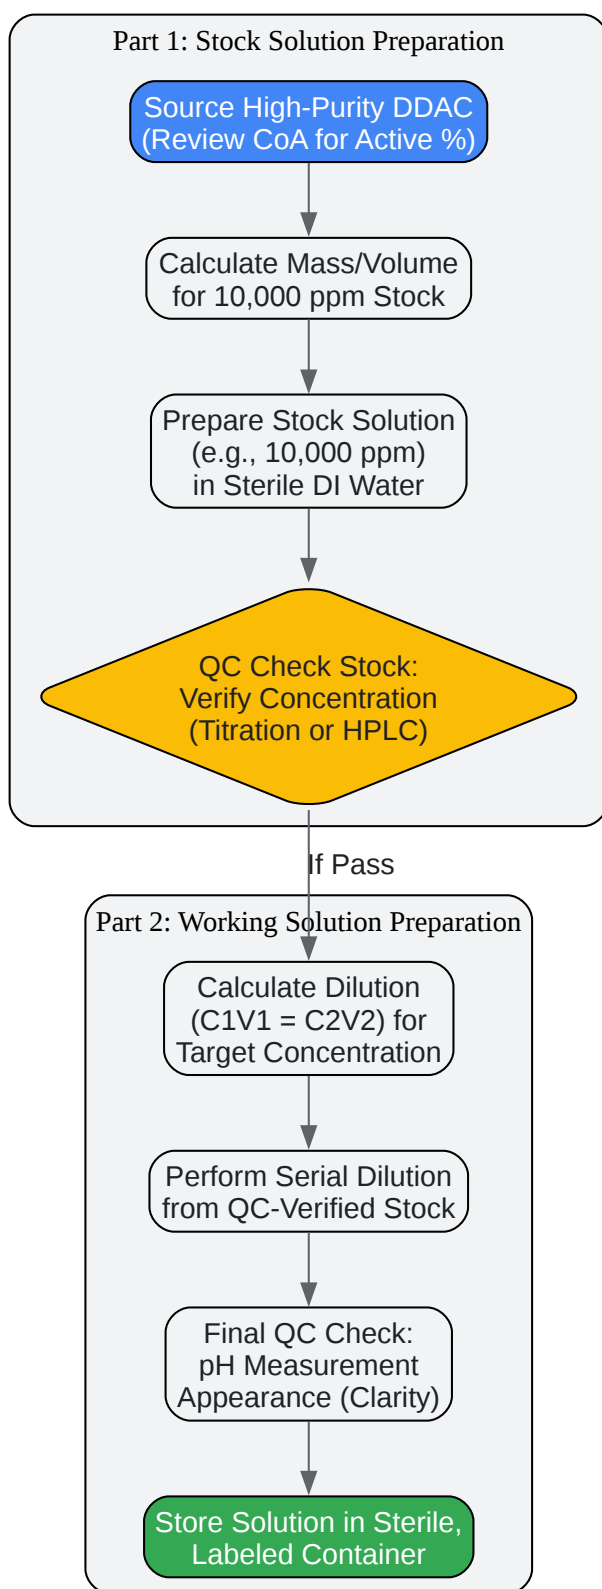 Part 1: Stock Solution Preparation
Source High-Purity DDAC
(Review CoA for Active %)
Calculate Mass/Volume
for 10,000 ppm Stock
Prepare Stock Solution
(e.g., 10,000 ppm)
in Sterile DI Water
QC Check Stock:
Verify Concentration
(Titration or HPLC)
If Pass
Part 2: Working Solution Preparation
Calculate Dilution
(C1V1 = C2V2) for
Target Concentration
Perform Serial Dilution
from QC-Verified Stock
Final QC Check:
pH Measurement
Appearance (Clarity)
Store Solution in Sterile,
Labeled Container